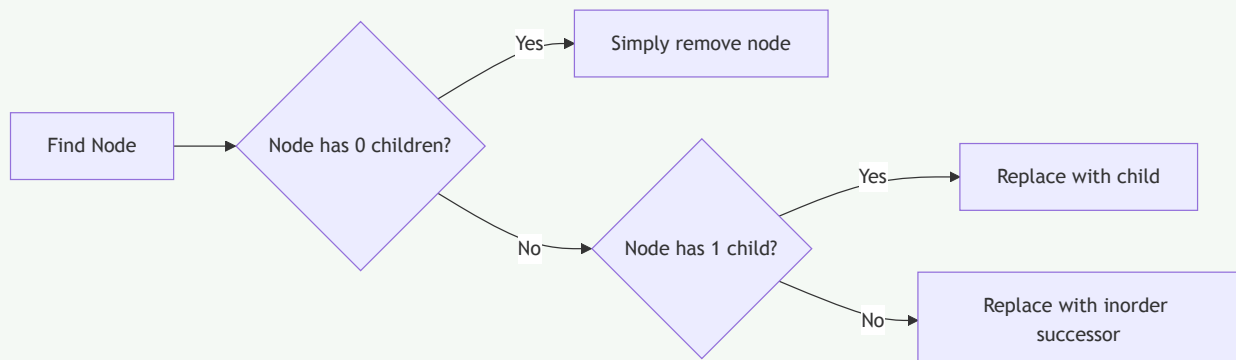 Find Node
Node has 0 children?
Yes
Simply remove node
No
Node has 1 child?
Yes
Replace with child
No
Replace with inorder
successor